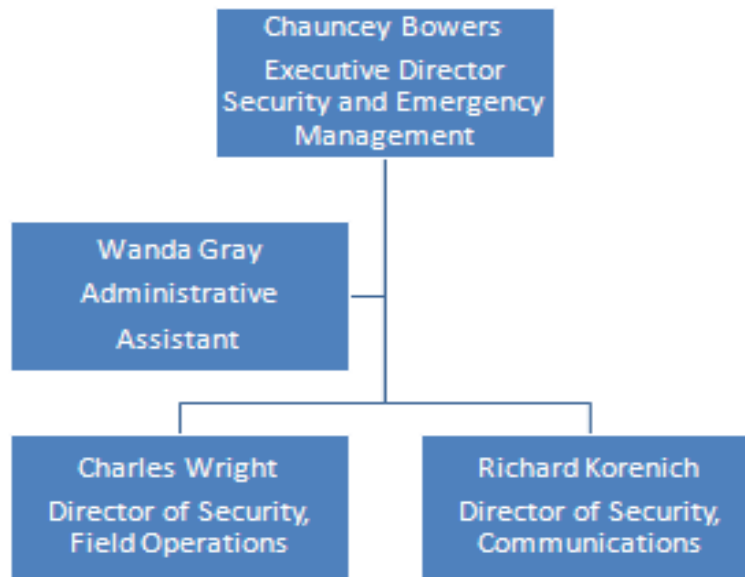 Chauncey Bowers
Executive Director
Security and Emergency
Management
Wanda Gray
Administrative
Assistant
Charles Wright
Director of Security,
Field Operations
Richard Korenich
Director of Security,
Communications